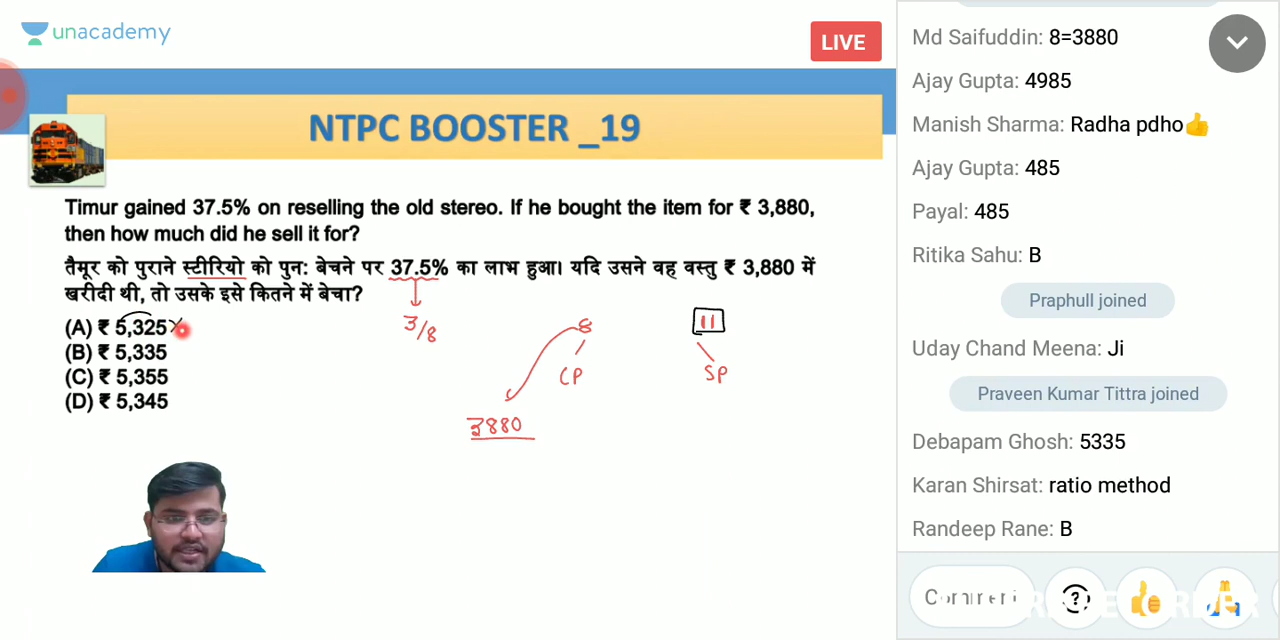 unacademy
LIVE
NTPC BOOSTER _19
Timur gained 37.5% on reselling the old stereo. If he bought the item for ₹ 3,880,
then how much did he sell it for?
तैमूर को पुराने स्टीरियो को पुन: बेचने पर 37.5% का लाभ हुआ। यदि उसने वह वस्तु ₹ 3,880 में
खरीदी थी, तो उसके इसे कितने में बेचा?
(A) ₹ 5,325
(B) ₹ 5,335
(C) ₹ 5,355
(D) ₹ 5,345
3/8
8
11
CP
SP
3880
Md Saifuddin: 8=3880
Ajay Gupta: 4985
Manish Sharma: Radha pdho👍
Ajay Gupta: 485
Payal: 485
Ritika Sahu: B
Praphull joined
Uday Chand Meena: Ji
Praveen Kumar Tittra joined
Debapam Ghosh: 5335
Karan Shirsat: ratio method
Randeep Rane: B